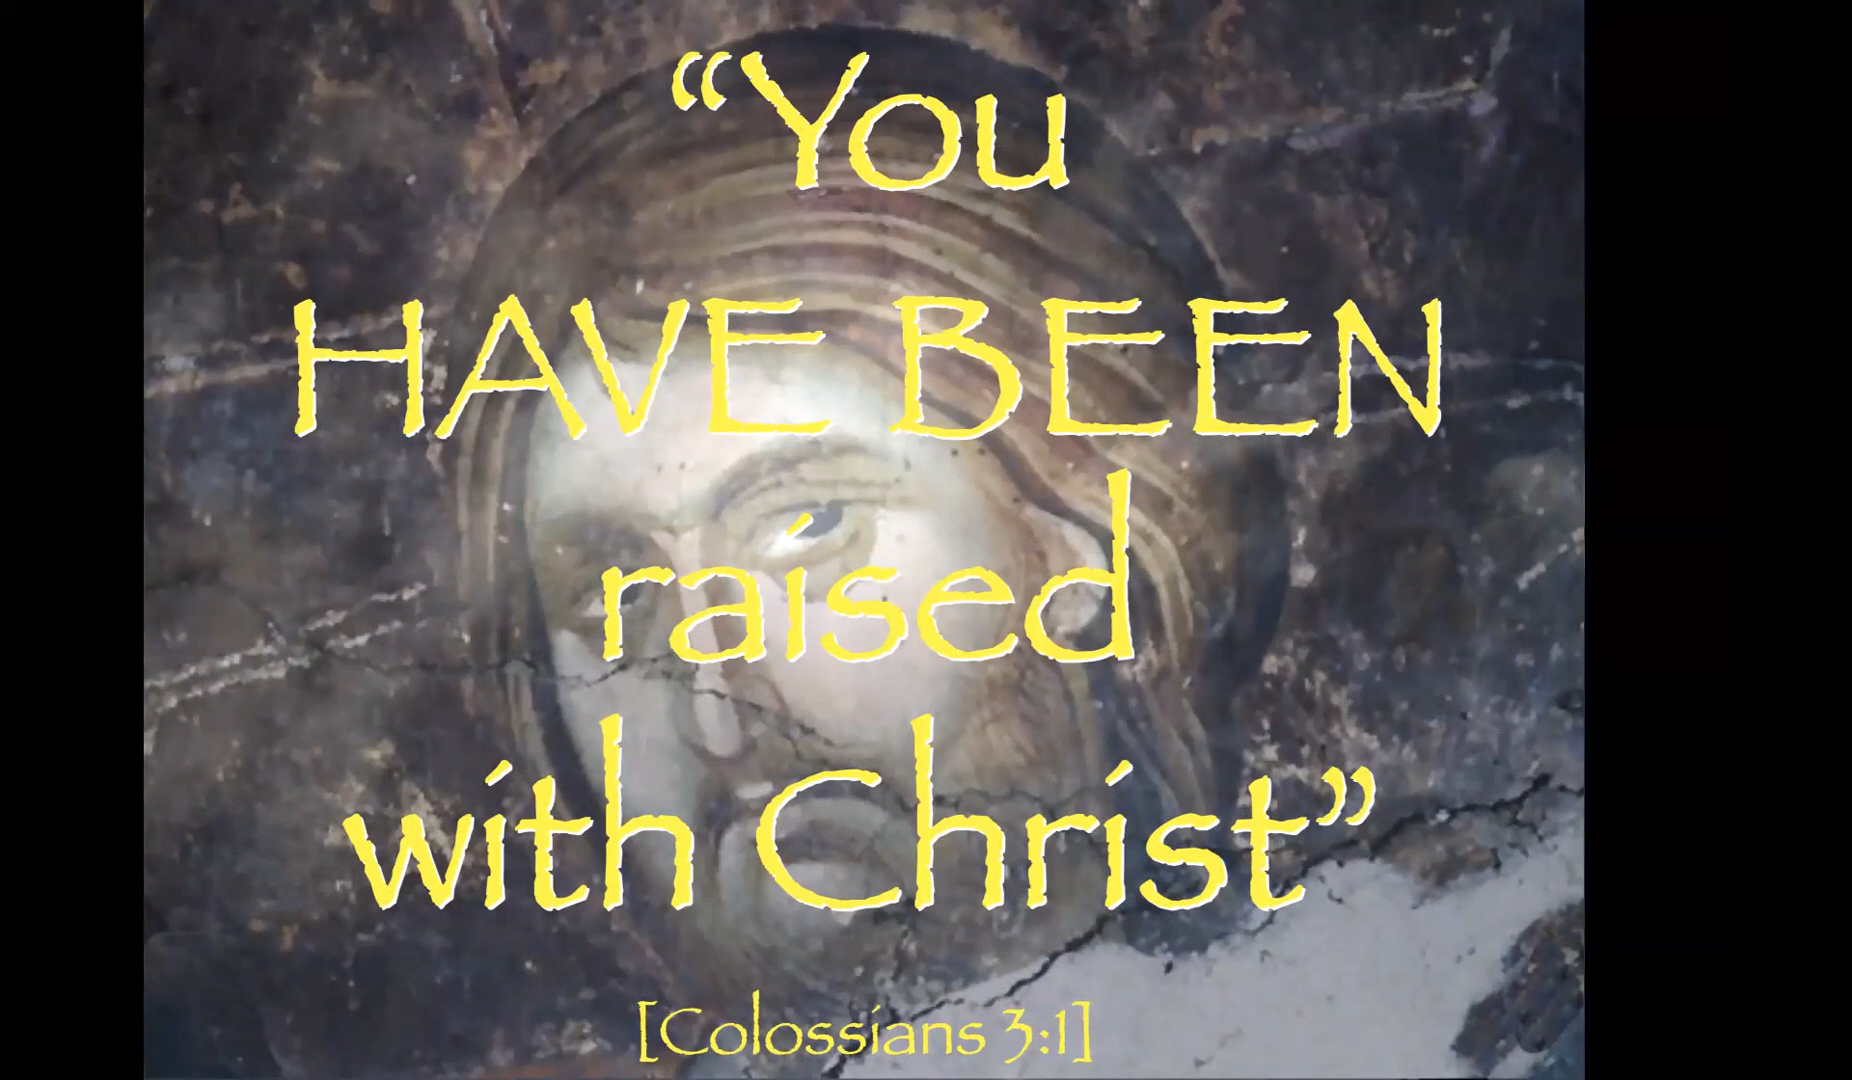 “You
HAVE BEEN
raised
with Christ”
[Colossians 3:1]